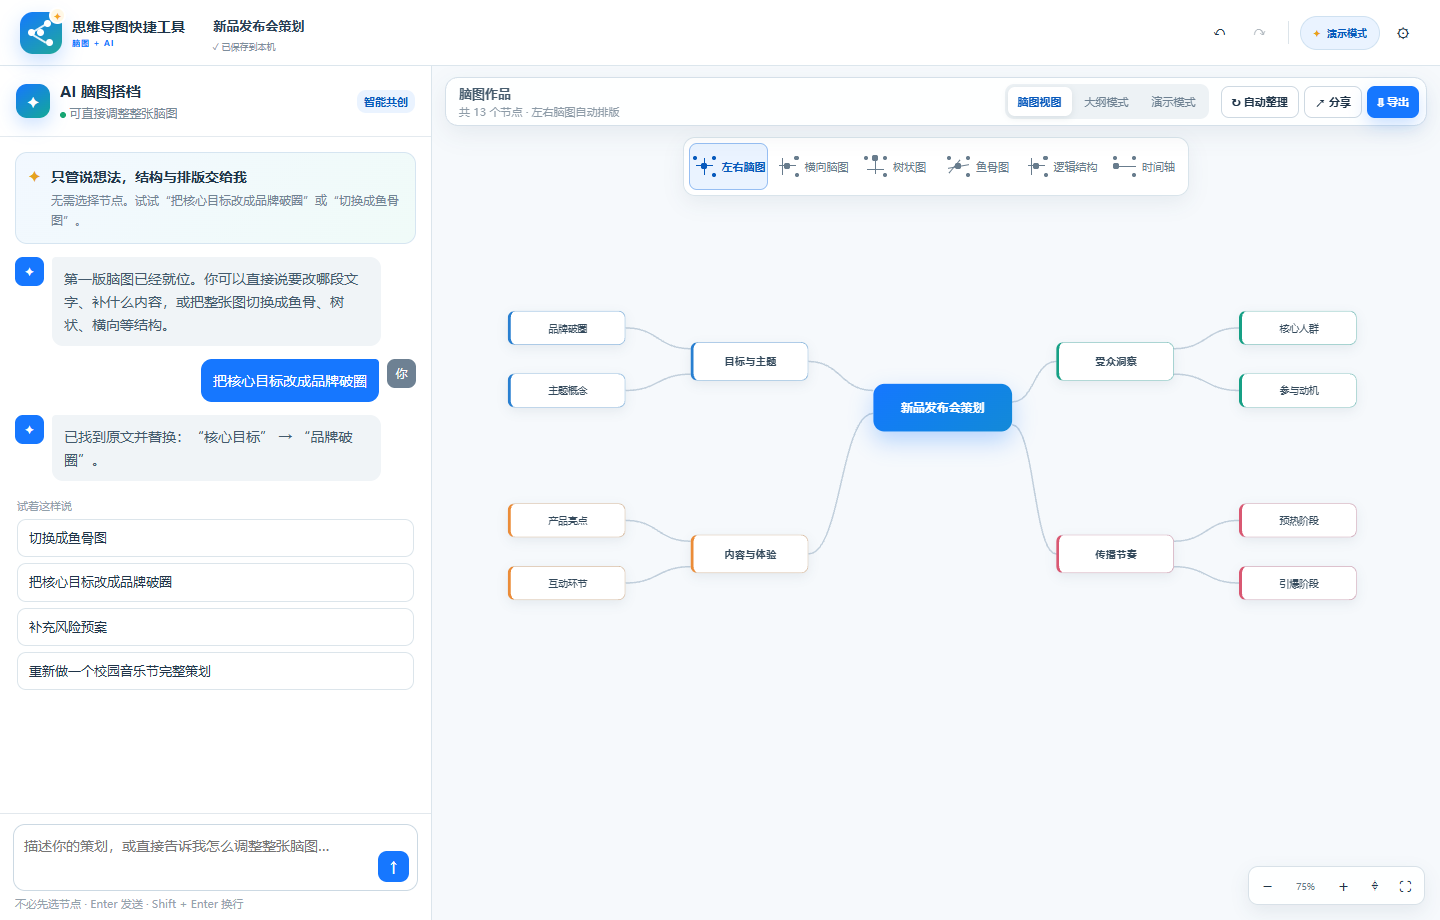 思维导图快捷工具
脑图 + AI
新品发布会策划
✓ 已保存到本机
✦ 演示模式
AI 脑图搭档
可直接调整整张脑图
智能共创
只管说想法，结构与排版交给我
无需选择节点。试试“把核心目标改成品牌破圈”或“切换成鱼骨
图”。
第一版脑图已经就位。你可以直接说要改哪段文
字、补什么内容，或把整张图切换成鱼骨、树
状、横向等结构。
把核心目标改成品牌破圈
你
已找到原文并替换：“核心目标” → “品牌破
圈”。
试着这样说
切换成鱼骨图
把核心目标改成品牌破圈
补充风险预案
重新做一个校园音乐节完整策划
描述你的策划，或直接告诉我怎么调整整张脑图...
不必先选节点 · Enter 发送 · Shift + Enter 换行
脑图作品
共 13 个节点 · 左右脑图自动排版
脑图视图
大纲模式
演示模式
↻ 自动整理
↗ 分享
⇩ 导出
左右脑图
横向脑图
树状图
鱼骨图
逻辑结构
时间轴
品牌破圈
主题概念
目标与主题
产品亮点
互动环节
内容与体验
新品发布会策划
受众洞察
核心人群
参与动机
传播节奏
预热阶段
引爆阶段
− 75% +